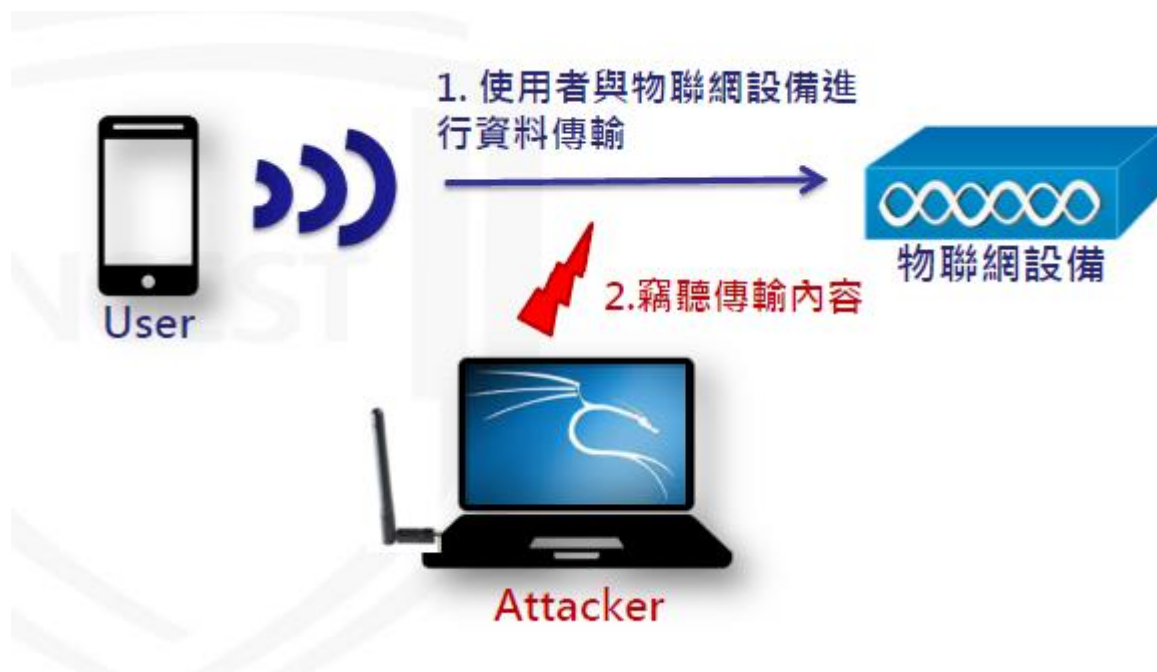 1. 使用者與物聯網設備進
行資料傳輸
物聯網設備
User
2.竊聽傳輸內容
Attacker